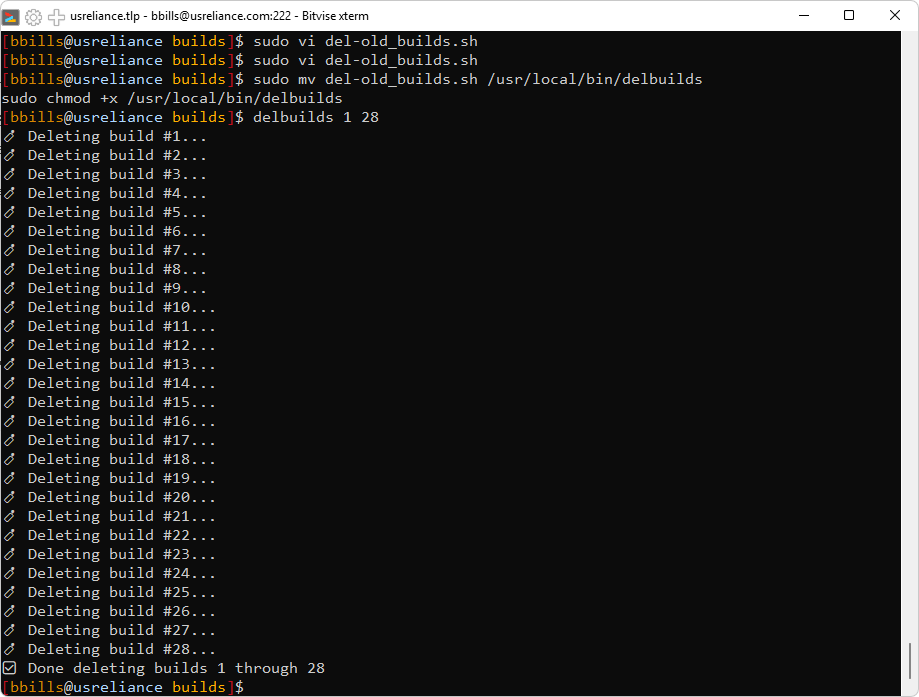 usreliance.tlp - bbills@usreliance.com:222 - Bitvise xterm
[bbills@usreliance builds]$ sudo vi del-old_builds.sh
[bbills@usreliance builds]$ sudo vi del-old_builds.sh
[bbills@usreliance builds]$ sudo mv del-old_builds.sh /usr/local/bin/delbuilds
sudo chmod +x /usr/local/bin/delbuilds
[bbills@usreliance builds]$ delbuilds 1 28
Deleting build #1...
Deleting build #2...
Deleting build #3...
Deleting build #4...
Deleting build #5...
Deleting build #6...
Deleting build #7...
Deleting build #8...
Deleting build #9...
Deleting build #10...
Deleting build #11...
Deleting build #12...
Deleting build #13...
Deleting build #14...
Deleting build #15...
Deleting build #16...
Deleting build #17...
Deleting build #18...
Deleting build #19...
Deleting build #20...
Deleting build #21...
Deleting build #22...
Deleting build #23...
Deleting build #24...
Deleting build #25...
Deleting build #26...
Deleting build #27...
Deleting build #28...
Done deleting builds 1 through 28
[bbills@usreliance builds]$